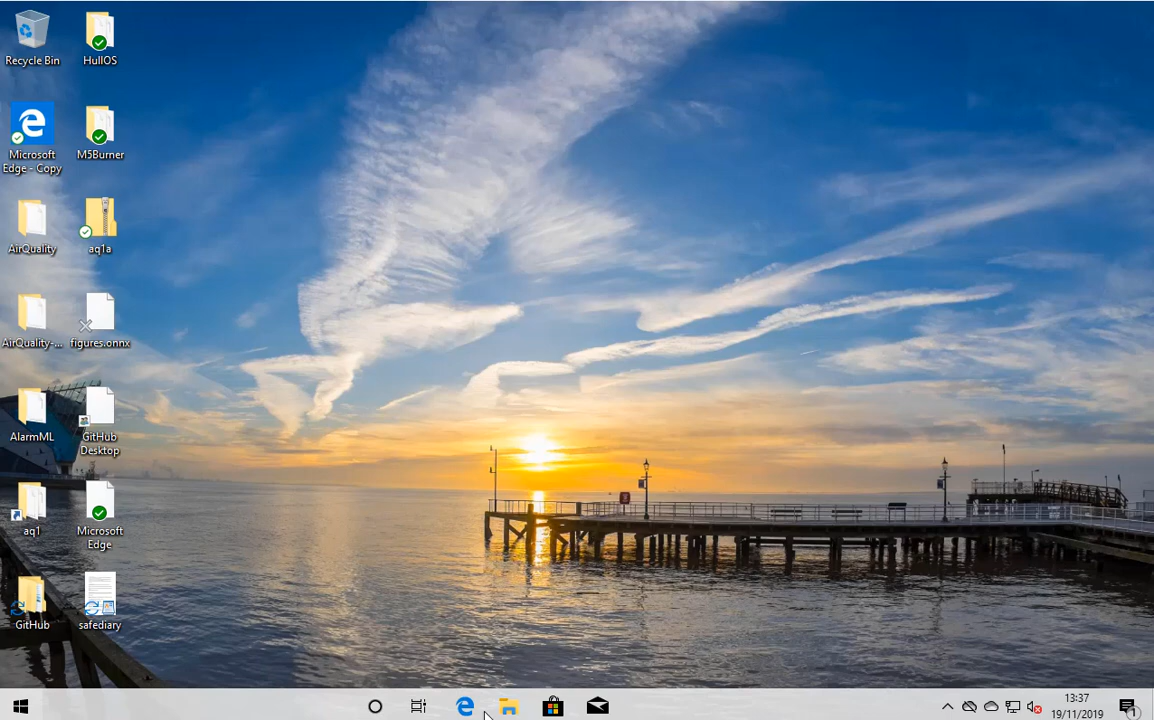 Recycle Bin
HullOS
Microsoft
Edge - Copy
M5Burner
AirQuality
aq1a
AirQuality-...
figures.onnx
AlarmML
GitHub
Desktop
aq1
Microsoft
Edge
GitHub
safediary
13:37
19/11/2019
1